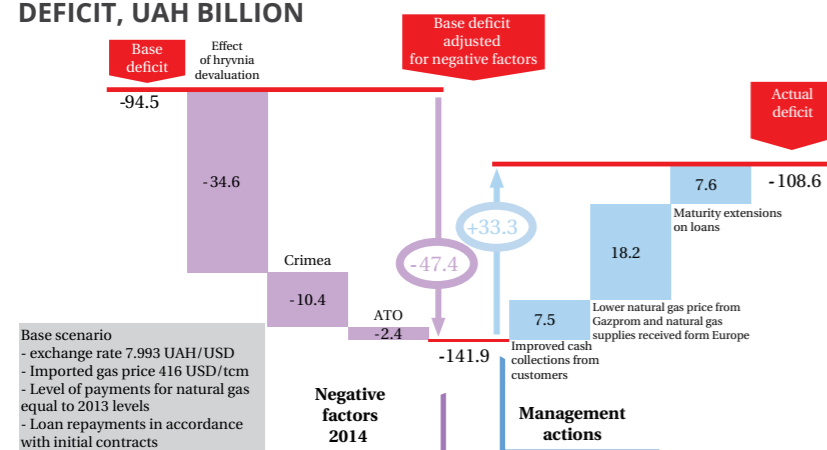 DEFICIT, UAH BILLION
Base
deficit
Effect
of hryvnia
devaluation
Base deficit
adjusted
for negative factors
Actual
deficit
-94.5
-34.6
Crimea
-10.4
ATO
-2.4
-47.4
-141.9
+33.3
7.5
Improved cash
collections from
customers
18.2
Lower natural gas price from
Gazprom and natural gas
supplies received form Europe
7.6
Maturity extensions
on loans
-108.6
Base scenario
- exchange rate 7.993 UAH/USD
- Imported gas price 416 USD/tcm
- Level of payments for natural gas
equal to 2013 levels
- Loan repayments in accordance
with initial contracts
Negative
factors
2014
Management
actions